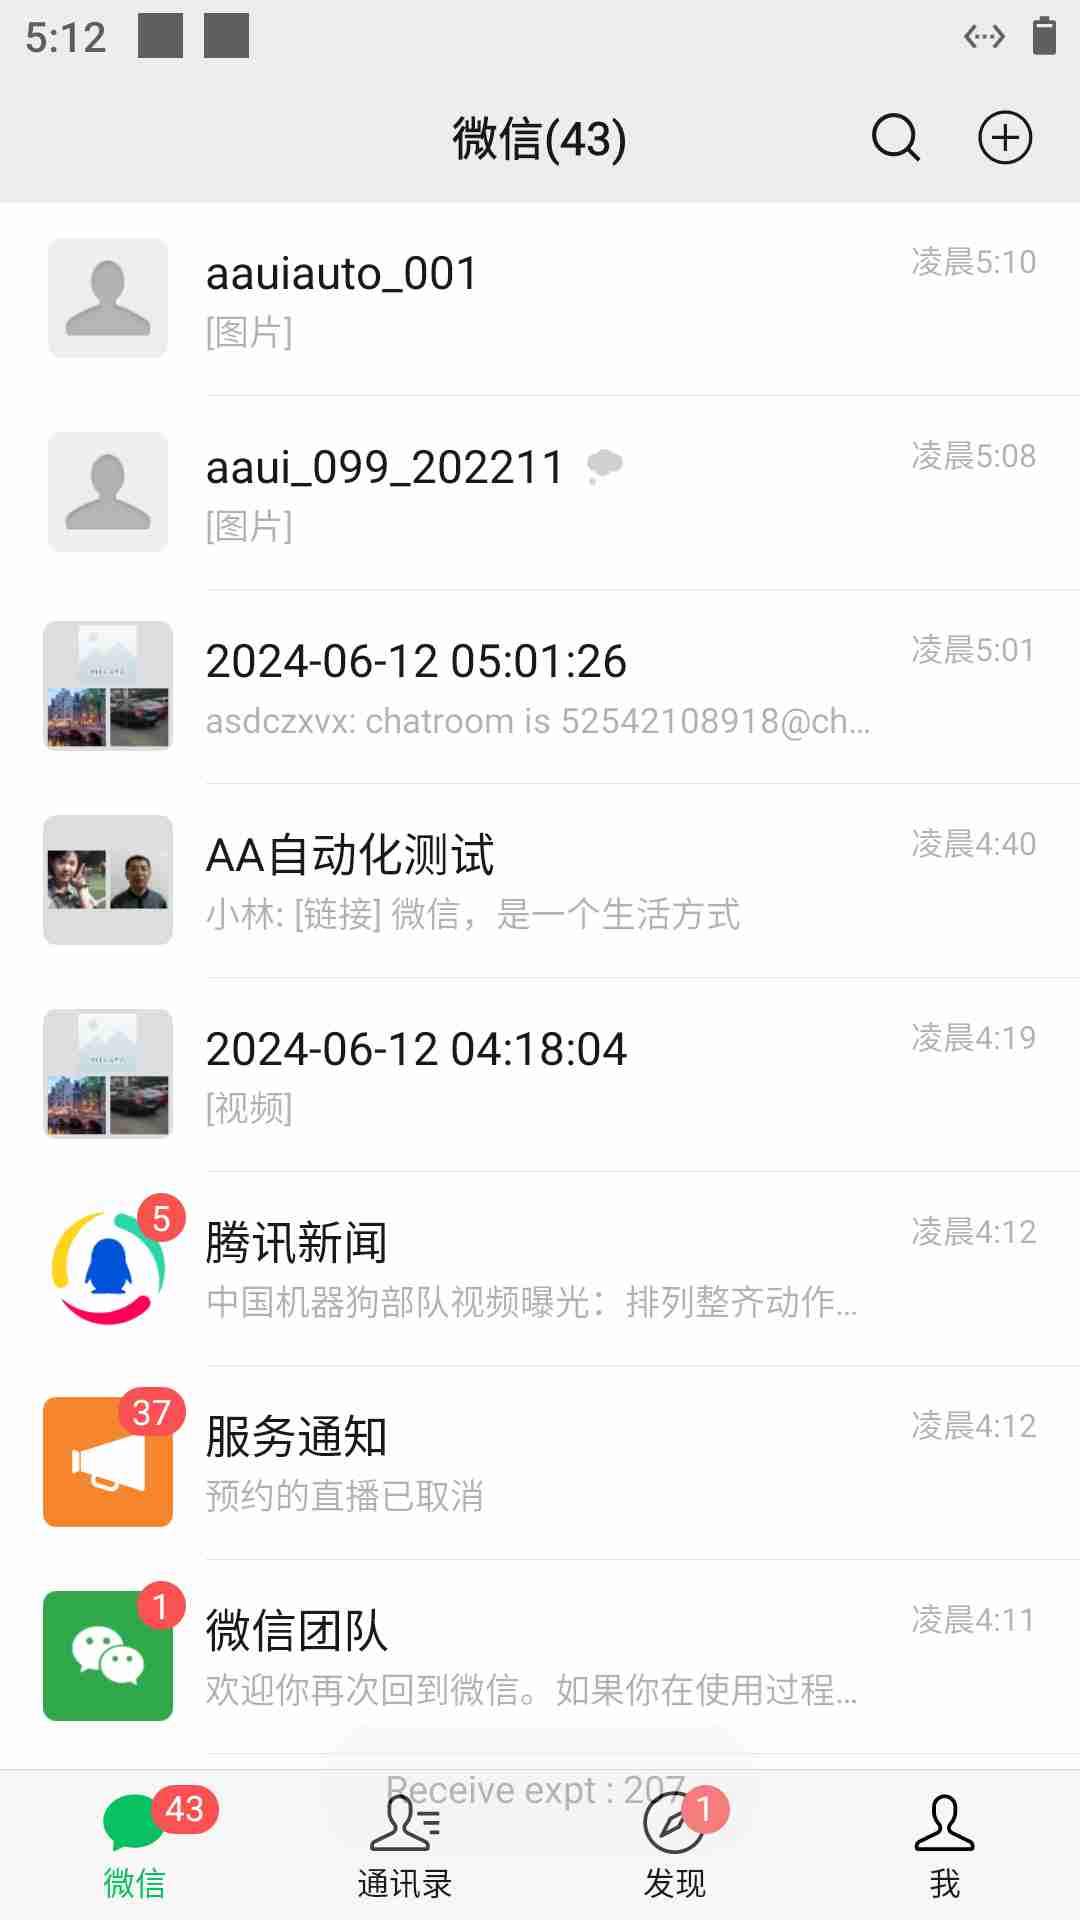 5:12
微信(43)
aauiauto_001
凌晨5:10
[图片]
aaui_099_202211
凌晨5:08
[图片]
2024-06-12 05:01:26
凌晨5:01
asdczxvx: chatroom is 52542108918@ch...
AA自动化测试
凌晨4:40
小林: [链接] 微信，是一个生活方式
2024-06-12 04:18:04
凌晨4:19
[视频]
5
腾讯新闻
凌晨4:12
中国机器狗部队视频曝光：排列整齐动作...
37
服务通知
凌晨4:12
预约的直播已取消
1
微信团队
凌晨4:11
欢迎你再次回到微信。如果你在使用过程...
Receive expt : 207
43
1
微信
通讯录
发现
我